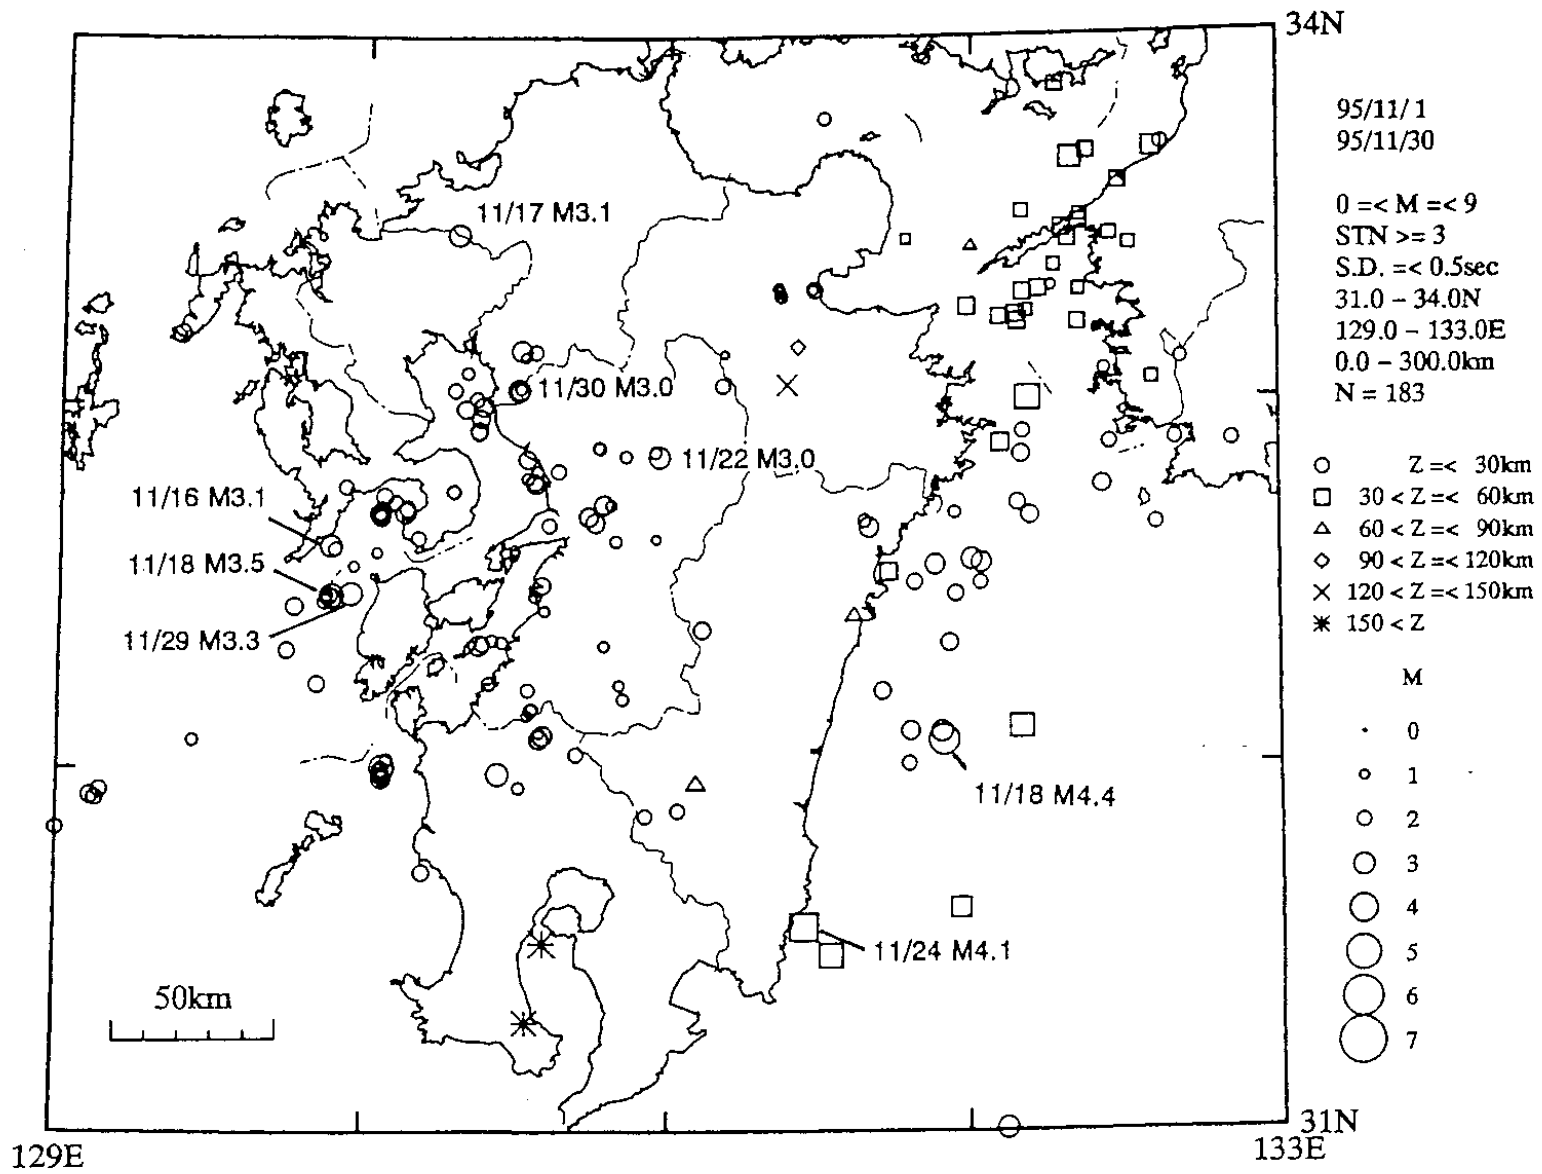 34N
95/11/ 1
95/11/30
0 =< M =< 9
STN >= 3
S.D. =< 0.5sec
31.0 – 34.0N
129.0 – 133.0E
0.0 – 300.0km
N = 183
Z =< 30km
30 < Z =< 60km
60 < Z =< 90km
90 < Z =< 120km
120 < Z =< 150km
150 < Z
M
0
1
2
3
4
5
6
7
11/17 M3.1
11/30 M3.0
11/22 M3.0
11/16 M3.1
11/18 M3.5
11/29 M3.3
11/18 M4.4
11/24 M4.1
50km
31N
129E
133E